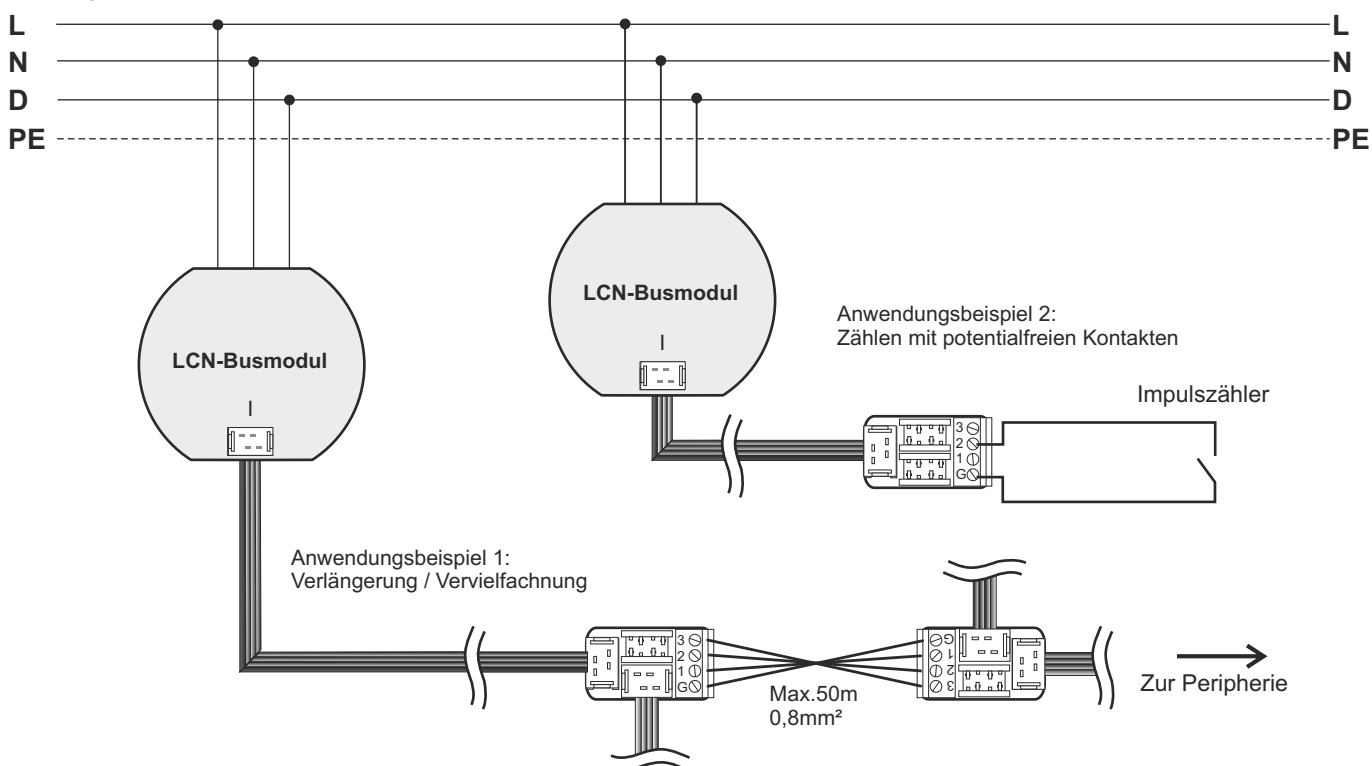 L L
N N
D D
PE PE
LCN-Busmodul
I
LCN-Busmodul
I
Anwendungsbeispiel 2:
Zählen mit potentialfreien Kontakten
Impulszähler
3
2
1
G
Anwendungsbeispiel 1:
Verlängerung / Vervielfachnung
3
2
1
G
G
1
2
3
Max.50m
0,8mm²
Zur Peripherie